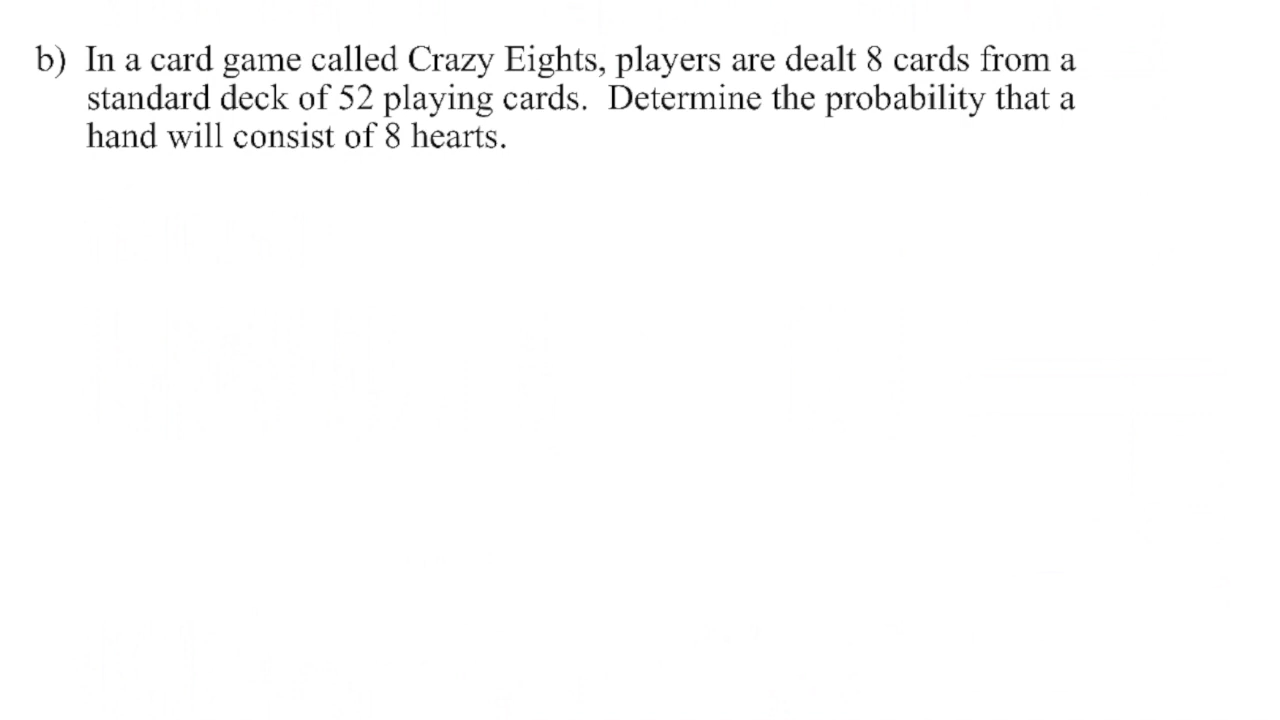 b) In a card game called Crazy Eights, players are dealt 8 cards from a
standard deck of 52 playing cards. Determine the probability that a
hand will consist of 8 hearts.